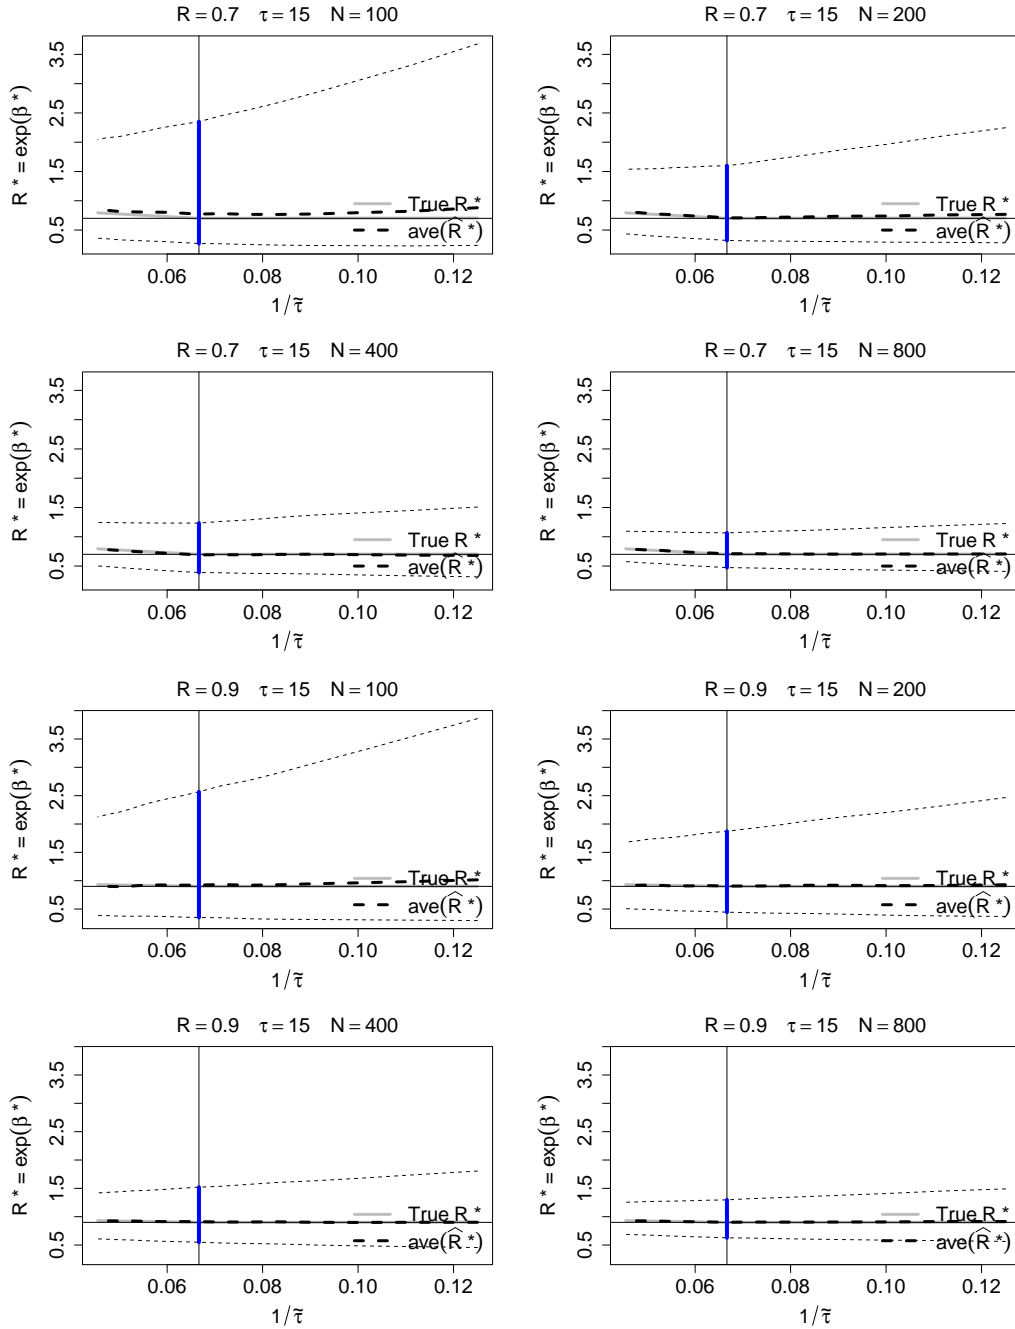 R = 0.7 τ = 15 N = 100
R * = exp(β *)
3.5
2.5
1.5
0.5
True R *
ave(R̂ *)
0.06 0.08 0.10 0.12
1/τ̃
R = 0.7 τ = 15 N = 200
R * = exp(β *)
3.5
2.5
1.5
0.5
True R *
ave(R̂ *)
0.06 0.08 0.10 0.12
1/τ̃
R = 0.7 τ = 15 N = 400
R * = exp(β *)
3.5
2.5
1.5
0.5
True R *
ave(R̂ *)
0.06 0.08 0.10 0.12
1/τ̃
R = 0.7 τ = 15 N = 800
R * = exp(β *)
3.5
2.5
1.5
0.5
True R *
ave(R̂ *)
0.06 0.08 0.10 0.12
1/τ̃
R = 0.9 τ = 15 N = 100
R * = exp(β *)
3.5
2.5
1.5
0.5
True R *
ave(R̂ *)
0.06 0.08 0.10 0.12
1/τ̃
R = 0.9 τ = 15 N = 200
R * = exp(β *)
3.5
2.5
1.5
0.5
True R *
ave(R̂ *)
0.06 0.08 0.10 0.12
1/τ̃
R = 0.9 τ = 15 N = 400
R * = exp(β *)
3.5
2.5
1.5
0.5
True R *
ave(R̂ *)
0.06 0.08 0.10 0.12
1/τ̃
R = 0.9 τ = 15 N = 800
R * = exp(β *)
3.5
2.5
1.5
0.5
True R *
ave(R̂ *)
0.06 0.08 0.10 0.12
1/τ̃